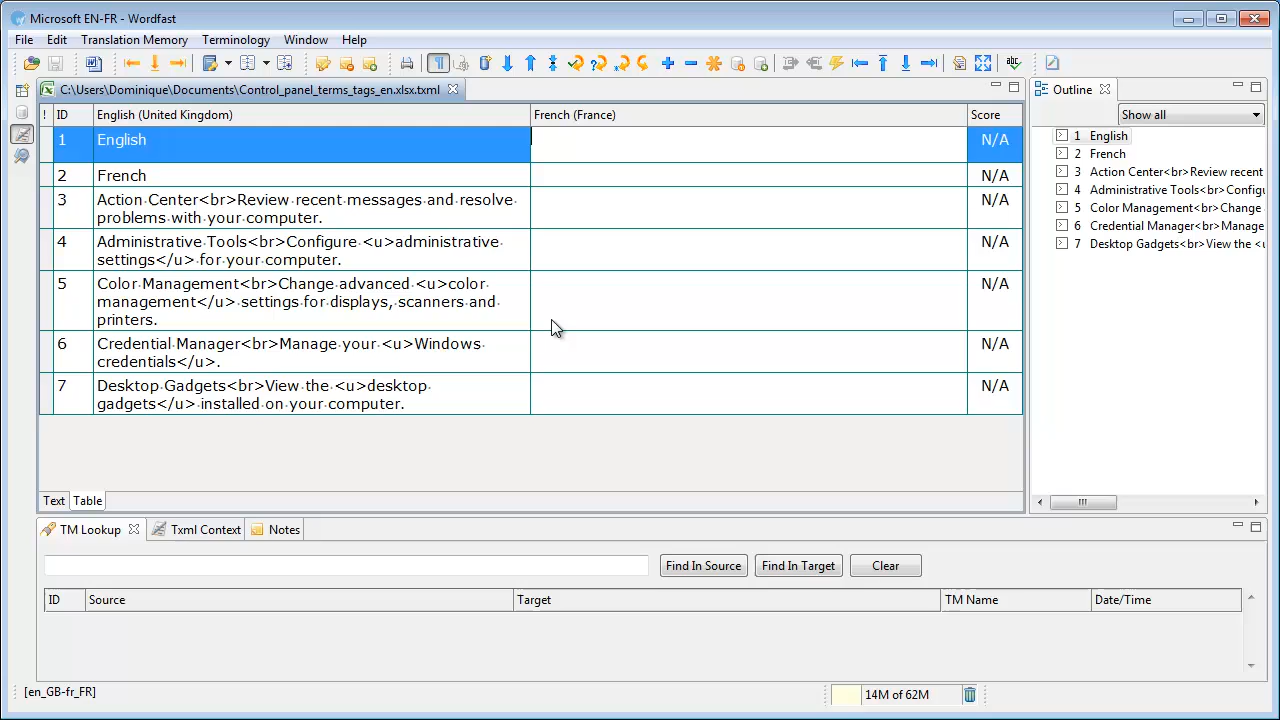 Microsoft EN-FR - Wordfast
File Edit Translation Memory Terminology Window Help
C:\Users\Dominique\Documents\Control_panel_terms_tags_en.xlsx.txml
! ID English (United Kingdom) French (France) Score
1 English N/A
2 French N/A
3 Action·Center<br>Review·recent·messages·and·resolve· N/A
problems·with·your·computer.
4 Administrative·Tools<br>Configure·<u>administrative· N/A
settings</u>·for·your·computer.
5 Color·Management<br>Change·advanced·<u>color· N/A
management</u>·settings·for·displays,·scanners·and·
printers.
6 Credential·Manager<br>Manage·your·<u>Windows· N/A
credentials</u>.
7 Desktop·Gadgets<br>View·the·<u>desktop· N/A
gadgets</u>·installed·on·your·computer.
Text Table
Outline
Show all
1 English
2 French
3 Action Center<br>Review recent
4 Administrative Tools<br>Configu
5 Color Management<br>Change
6 Credential Manager<br>Manage
7 Desktop Gadgets<br>View the <u
TM Lookup Txml Context Notes
Find In Source Find In Target Clear
ID Source Target TM Name Date/Time
[en_GB-fr_FR] 14M of 62M